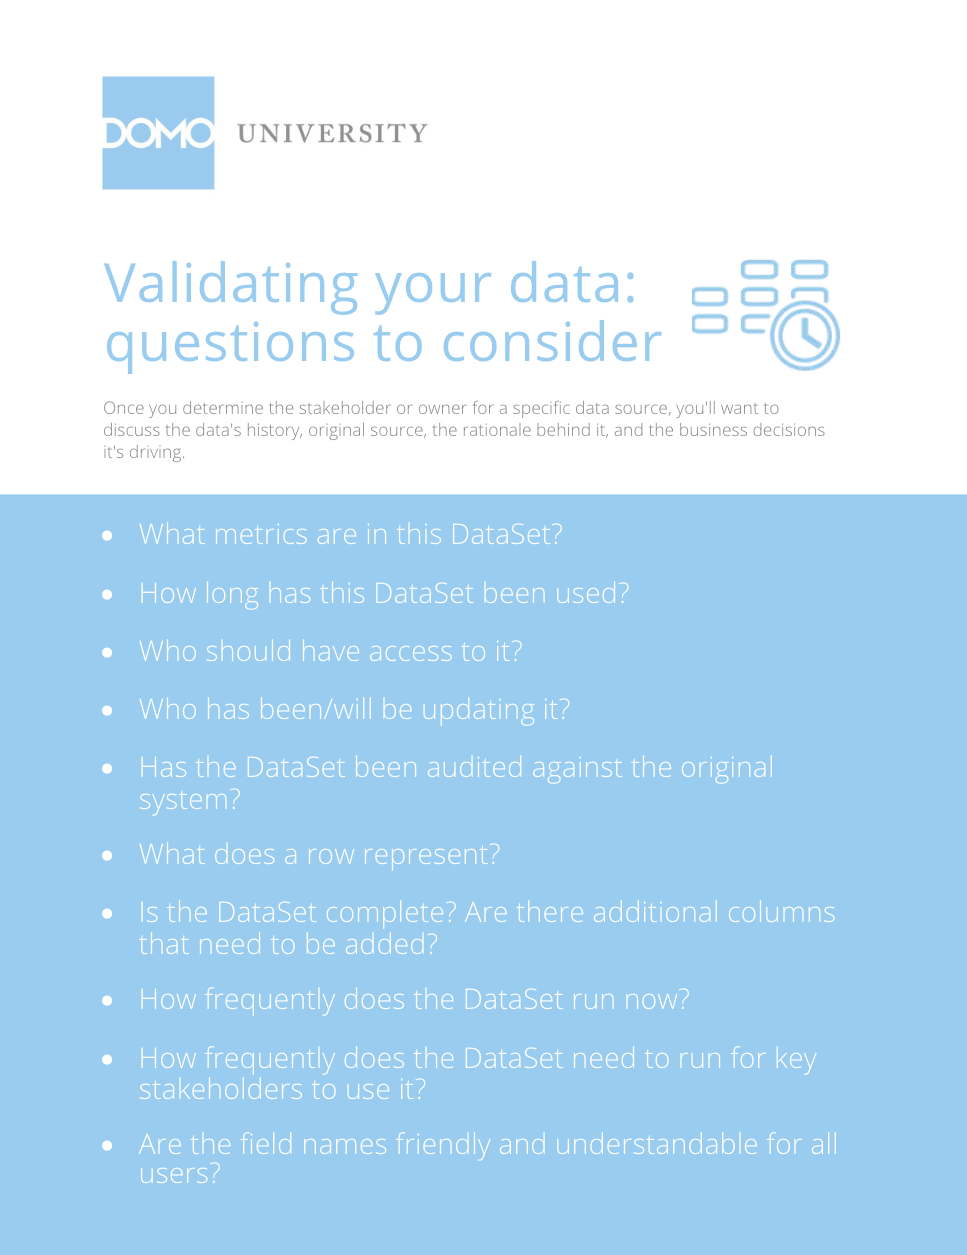 DOMO UNIVERSITY
Validating your data:
questions to consider
Once you determine the stakeholder or owner for a specific data source, you'll want to
discuss the data's history, original source, the rationale behind it, and the business decisions
it's driving.
• What metrics are in this DataSet?
• How long has this DataSet been used?
• Who should have access to it?
• Who has been/will be updating it?
• Has the DataSet been audited against the original
system?
• What does a row represent?
• Is the DataSet complete? Are there additional columns
that need to be added?
• How frequently does the DataSet run now?
• How frequently does the DataSet need to run for key
stakeholders to use it?
• Are the field names friendly and understandable for all
users?